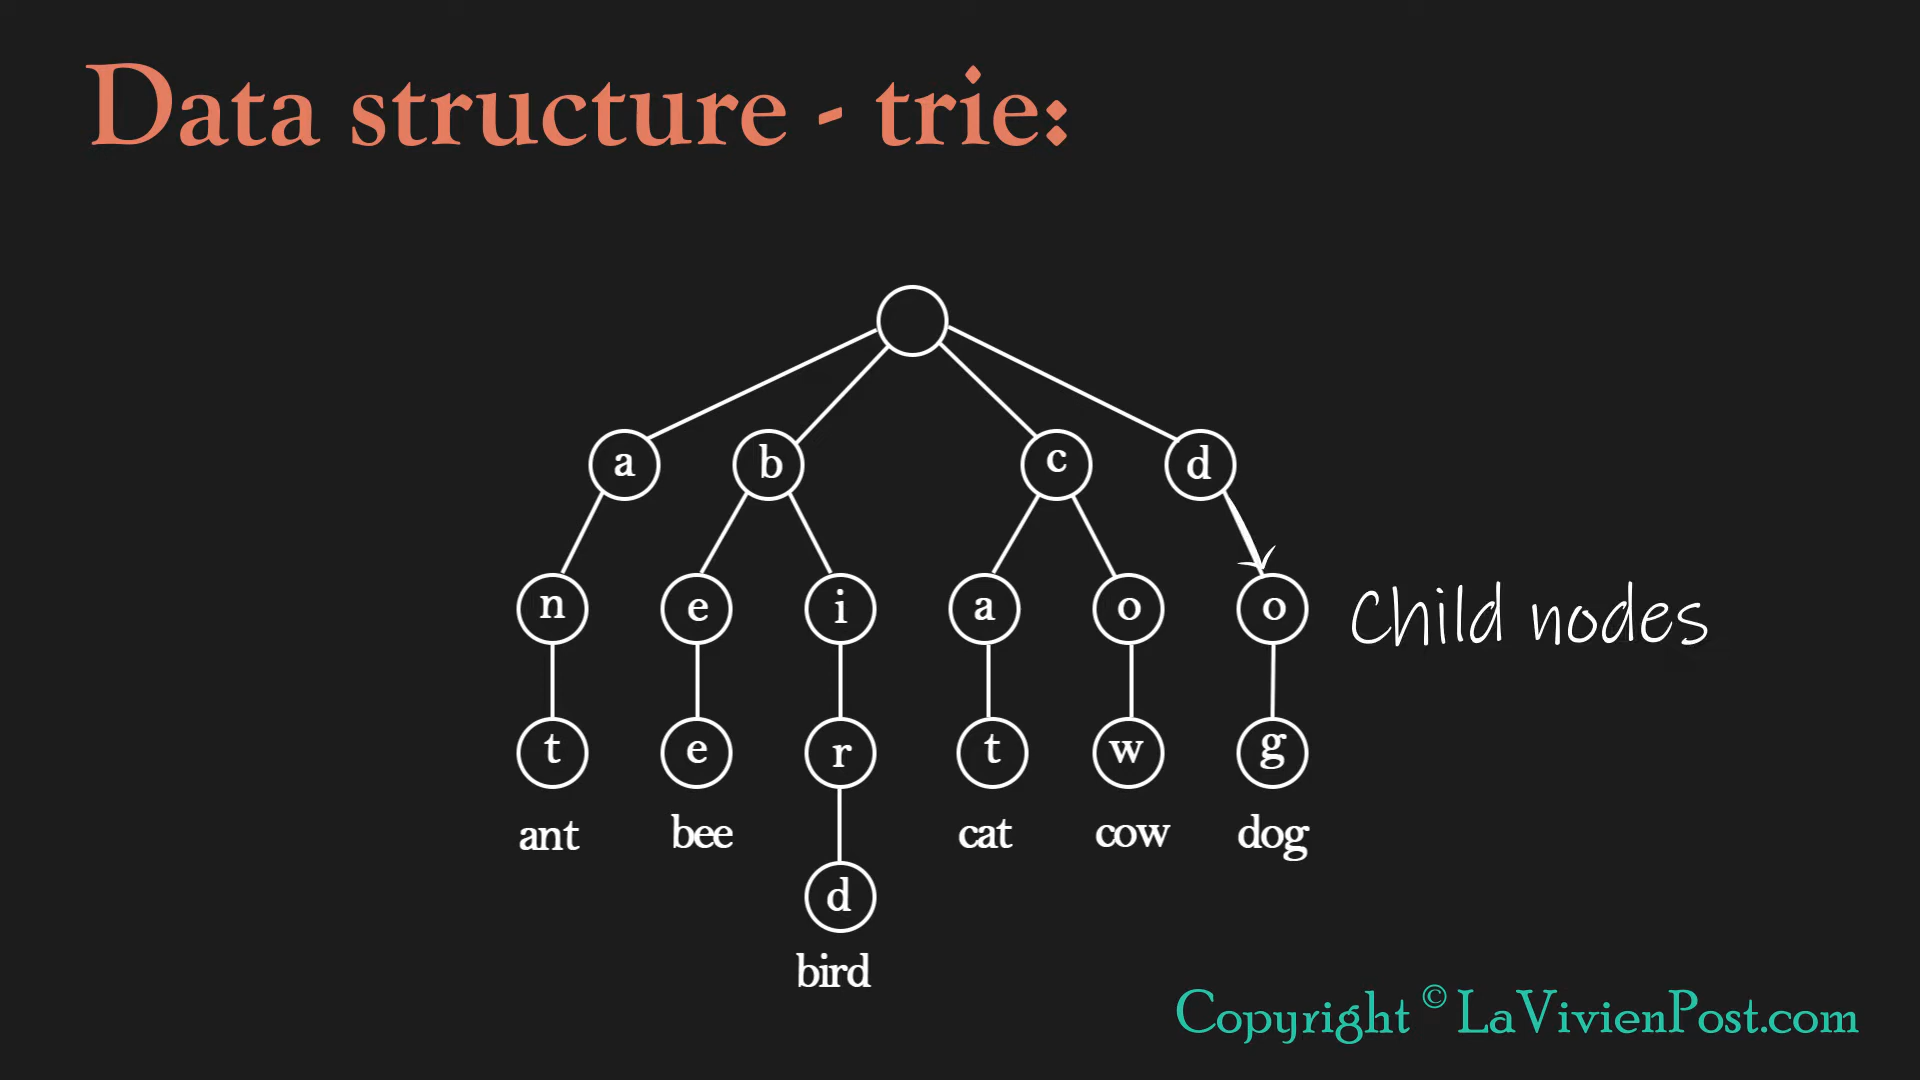 Data structure - trie:
a b c d
n e i a o o Child nodes
t e r t w g
ant bee cat cow dog
d
bird
Copyright © LaVivienPost.com